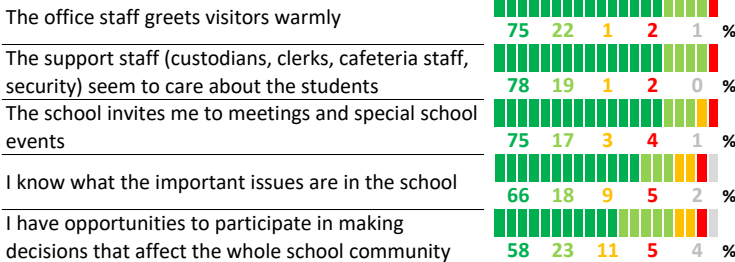 The office staff greets visitors warmly
75 22 1 2 1 %
The support staff (custodians, clerks, cafeteria staff,
security) seem to care about the students
78 19 1 2 0 %
The school invites me to meetings and special school
events
75 17 3 4 1 %
I know what the important issues are in the school
66 18 9 5 2 %
I have opportunities to participate in making
decisions that affect the whole school community
58 23 11 5 4 %